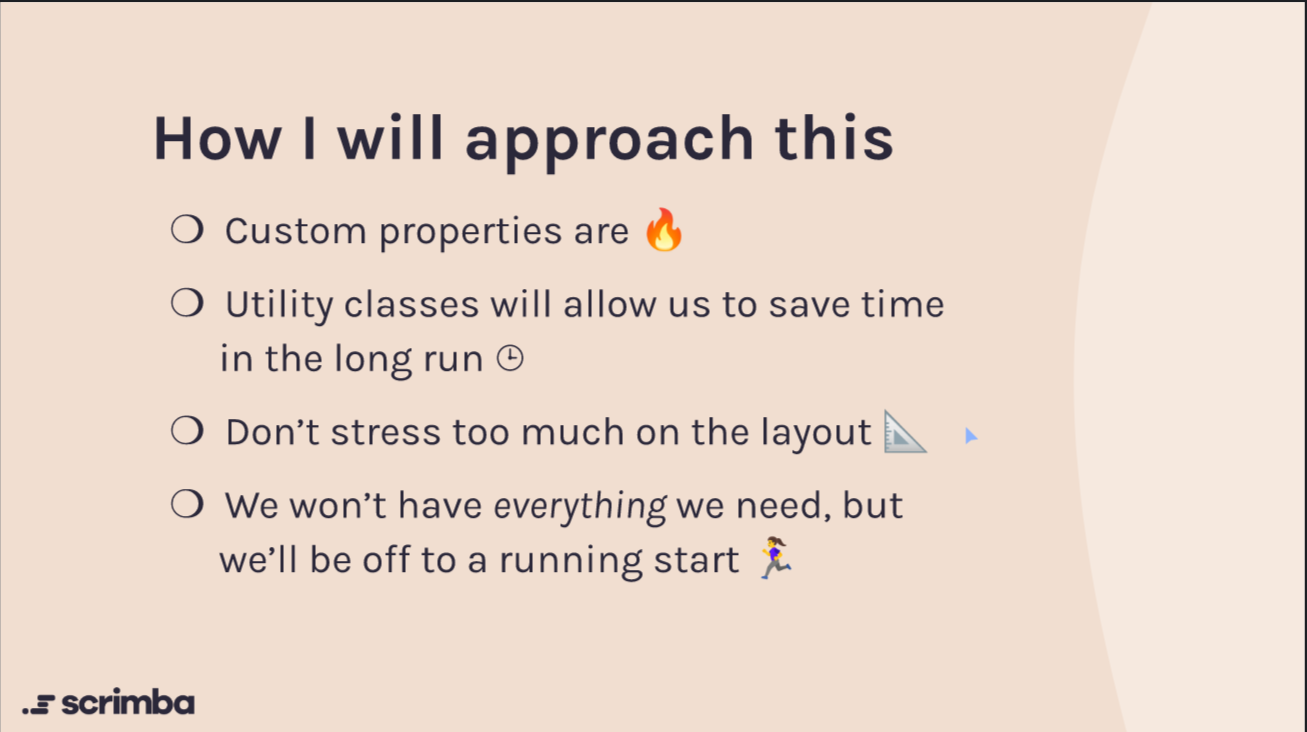 How I will approach this
❍ Custom properties are 🔥
❍ Utility classes will allow us to save time
in the long run 🕒
❍ Don’t stress too much on the layout 📐
❍ We won’t have everything we need, but
we’ll be off to a running start 🏃‍♀️
scrimba